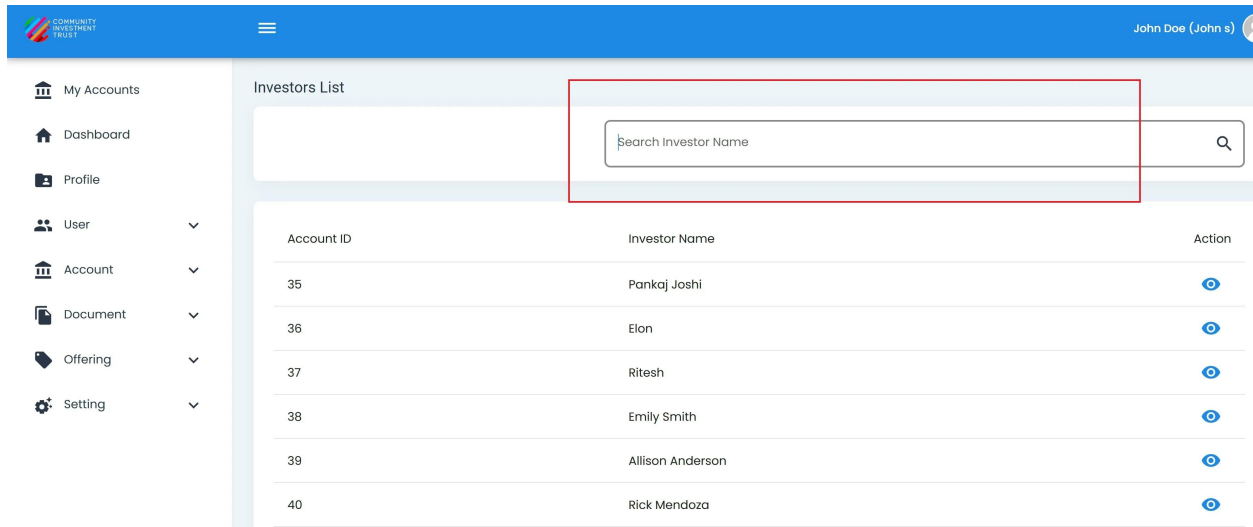 COMMUNITY
INVESTMENT
TRUST
John Doe (John s)
My Accounts
Dashboard
Profile
User
Account
Document
Offering
Setting
Investors List
Search Investor Name
Account ID Investor Name Action
35 Pankaj Joshi
36 Elon
37 Ritesh
38 Emily Smith
39 Allison Anderson
40 Rick Mendoza